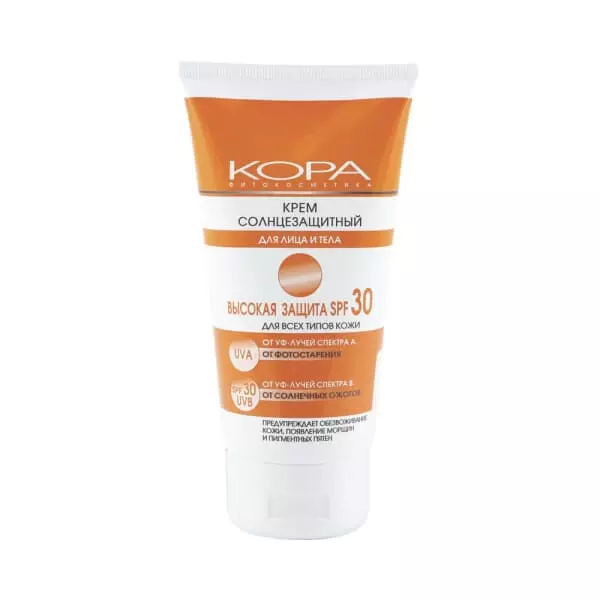 КОРА
ФИТОКОСМЕТИКА
КРЕМ
СОЛНЦЕЗАЩИТНЫЙ
ДЛЯ ЛИЦА И ТЕЛА
ВЫСОКАЯ ЗАЩИТА SPF 30
ДЛЯ ВСЕХ ТИПОВ КОЖИ
UVA
ОТ УФ-ЛУЧЕЙ СПЕКТРА А
ОТ ФОТОСТАРЕНИЯ
SPF 30
UVB
ОТ УФ-ЛУЧЕЙ СПЕКТРА В
ОТ СОЛНЕЧНЫХ ОЖОГОВ
ПРЕДУПРЕЖДАЕТ ОБЕЗВОЖИВАНИЕ
КОЖИ, ПОЯВЛЕНИЕ МОРЩИН
И ПИГМЕНТНЫХ ПЯТЕН